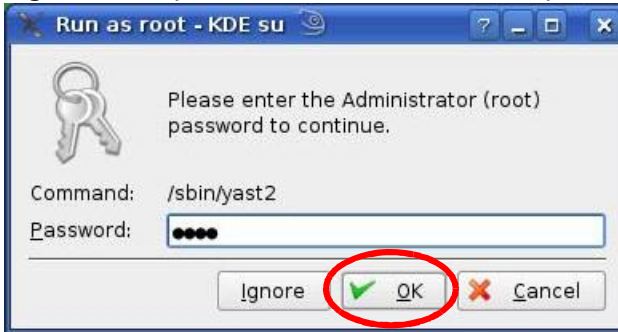 Run as root - KDE su
Please enter the Administrator (root)
password to continue.
Command: /sbin/yast2
Password: ●●●●
Ignore OK Cancel